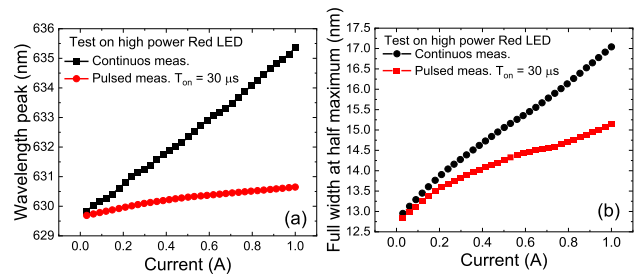 Test on high power Red LED
Continuos meas.
Pulsed meas. Ton = 30 µs
Wavelength peak (nm)
636
635
634
633
632
631
630
629
0.0 0.2 0.4 0.6 0.8 1.0
Current (A)
(a)
Test on high power Red LED
Continuos meas.
Pulsed meas. Ton = 30 µs
Full width at half maximum (nm)
17.5
17.0
16.5
16.0
15.5
15.0
14.5
14.0
13.5
13.0
12.5
0.0 0.2 0.4 0.6 0.8 1.0
Current (A)
(b)